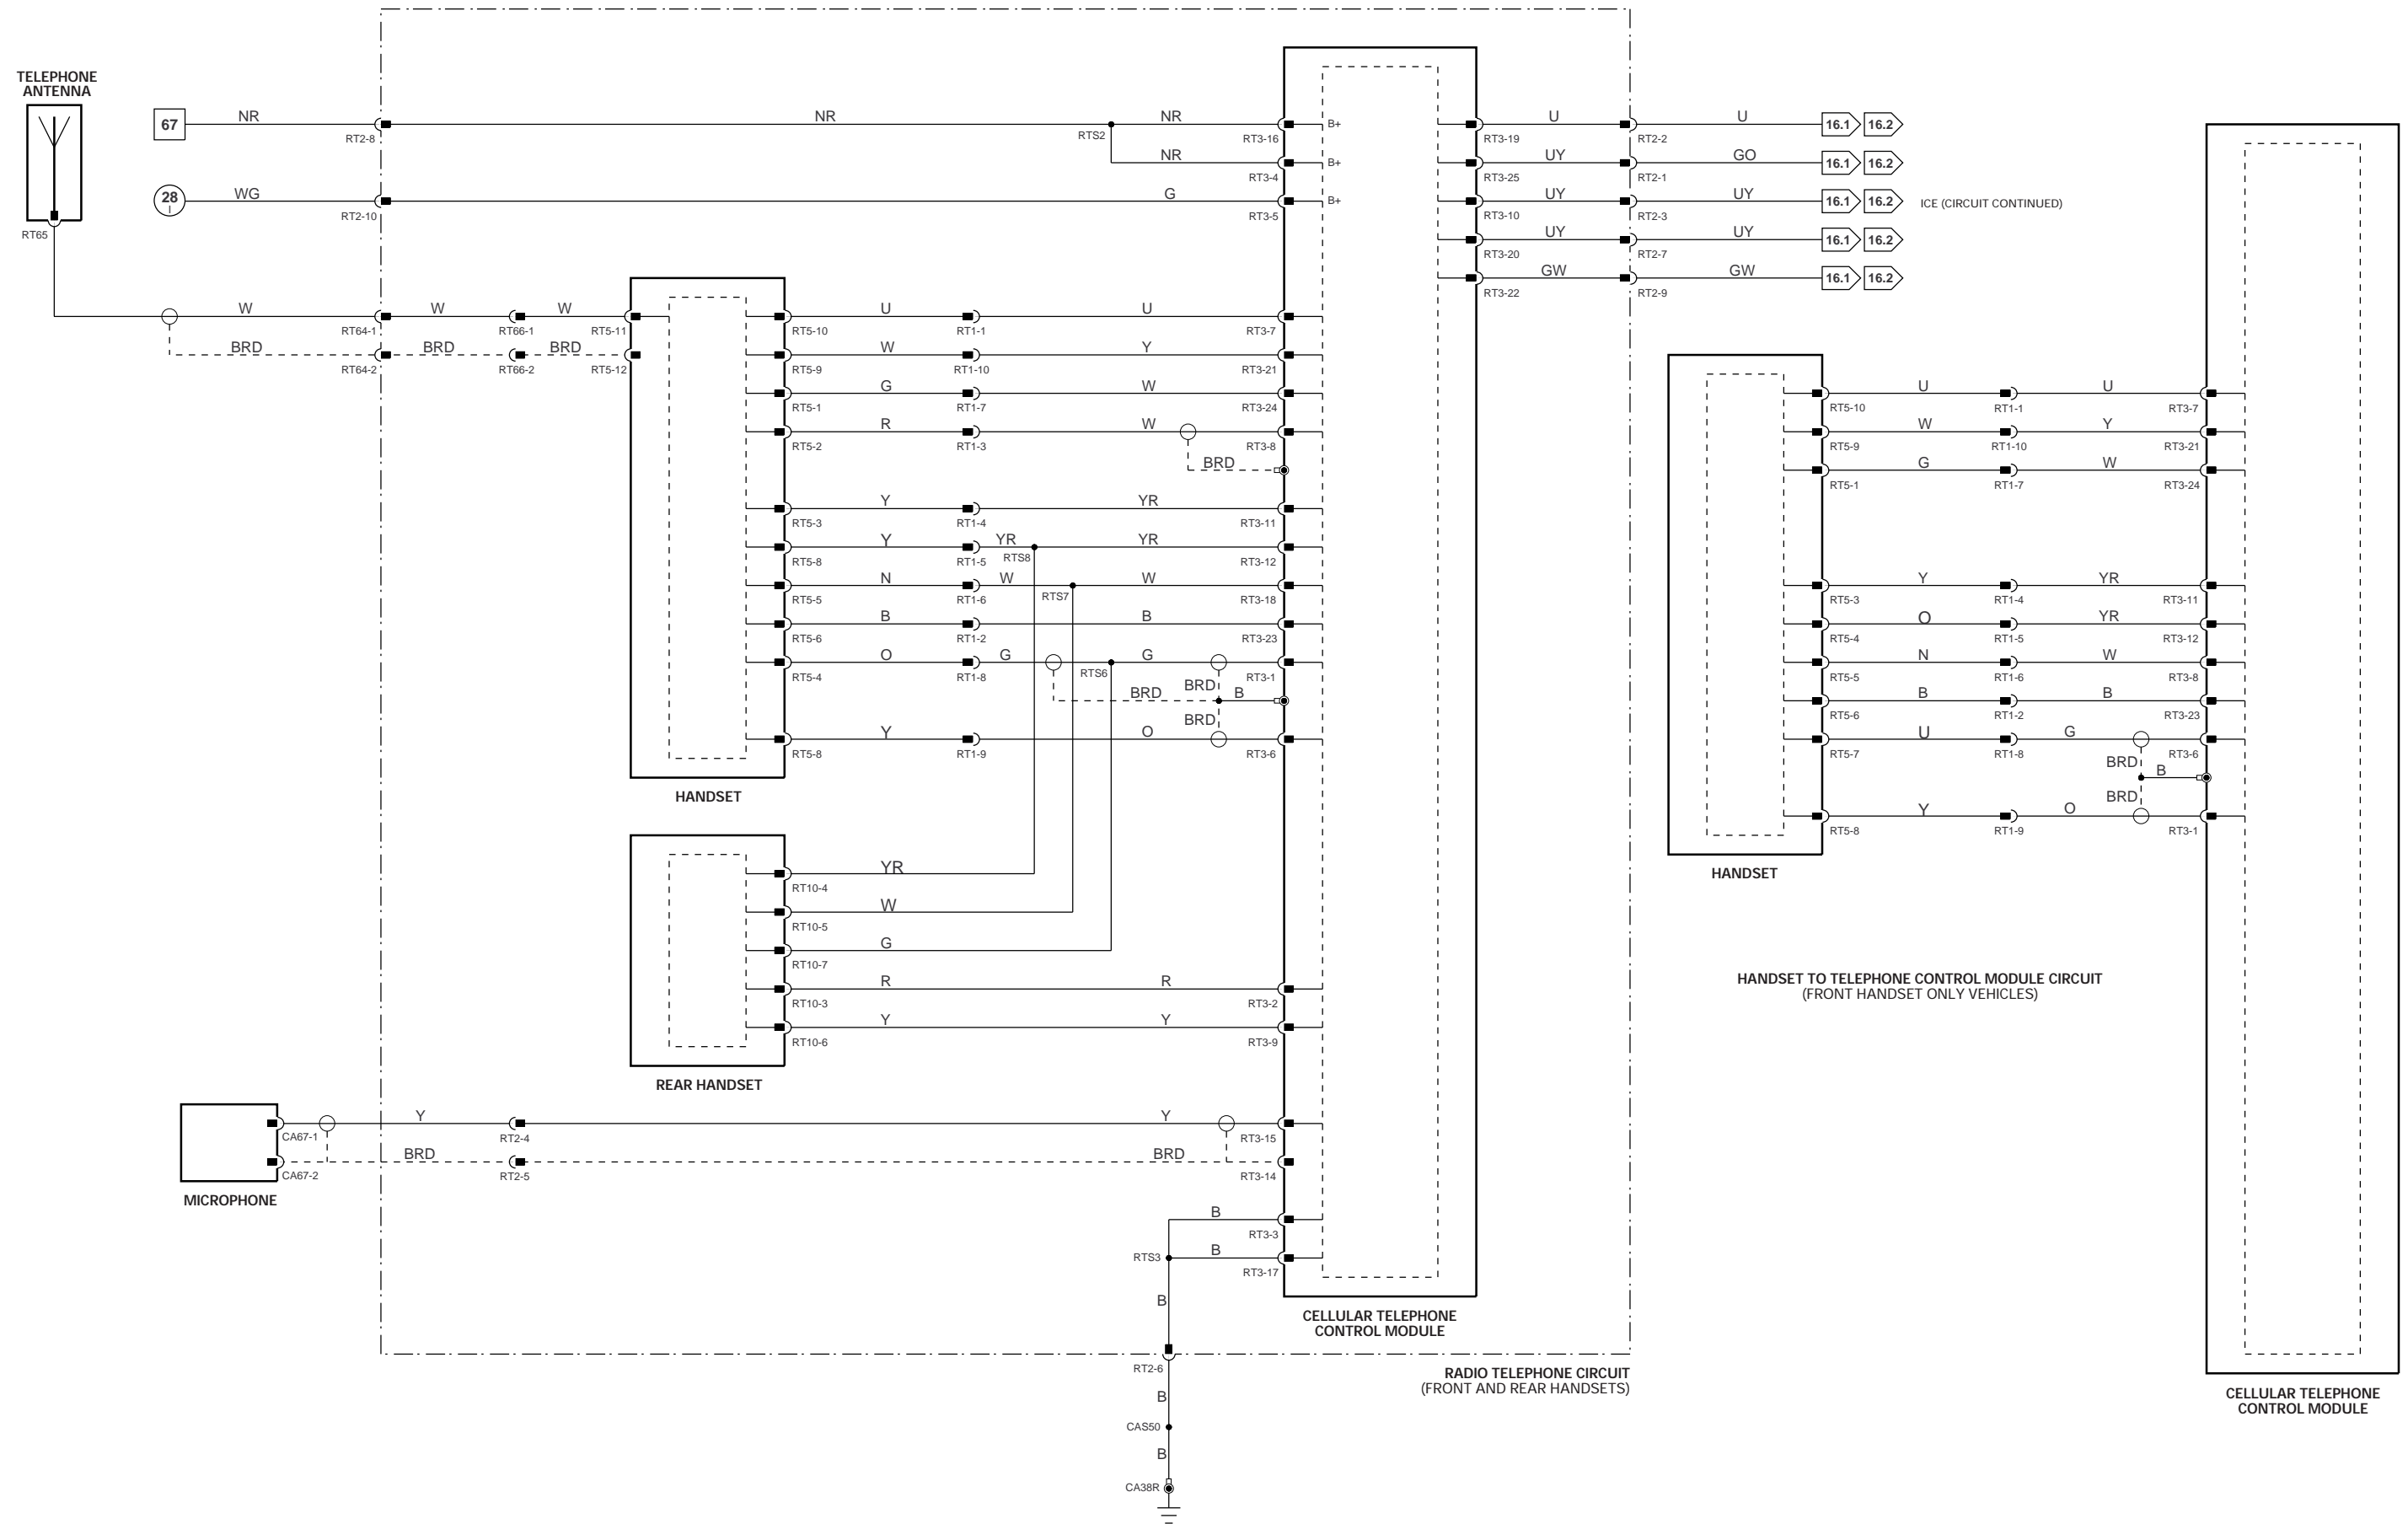 TELEPHONE
ANTENNA
RT65
67
NR
RT2-8
NR
RTS2
NR
RT3-16
B+
NR
RT3-4
B+
28
I
WG
RT2-10
G
RT3-5
B+
U
RT3-19
RT2-2
U
16.1
16.2
UY
RT3-25
RT2-1
GO
16.1
16.2
UY
RT3-10
RT2-3
UY
16.1
16.2
ICE (CIRCUIT CONTINUED)
UY
RT3-20
RT2-7
UY
16.1
16.2
GW
RT3-22
RT2-9
GW
16.1
16.2
W
RT64-1
W
RT66-1
W
RT5-11
BRD
RT64-2
BRD
RT66-2
BRD
RT5-12
RT5-10
U
RT1-1
U
RT3-7
RT5-9
W
RT1-10
Y
RT3-21
RT5-1
G
RT1-7
W
RT3-24
RT5-2
R
RT1-3
W
RT3-8
BRD
RT5-3
Y
RT1-4
YR
RT3-11
RT5-8
Y
RT1-5
YR
RTS8
YR
RT3-12
RT5-5
N
RT1-6
W
RTS7
W
RT3-18
RT5-6
B
RT1-2
B
RT3-23
RT5-4
O
RT1-8
G
RTS6
G
RT3-1
BRD
BRD
B
BRD
RT5-8
Y
RT1-9
O
RT3-6
HANDSET
RT10-4
YR
RT10-5
W
RT10-7
G
RT10-3
R
R
RT3-2
RT10-6
Y
Y
RT3-9
REAR HANDSET
CA67-1
Y
RT2-4
Y
RT3-15
CA67-2
BRD
RT2-5
BRD
RT3-14
MICROPHONE
B
RT3-3
RTS3
B
RT3-17
B
CELLULAR TELEPHONE
CONTROL MODULE
RT2-6
RADIO TELEPHONE CIRCUIT
(FRONT AND REAR HANDSETS)
B
CAS50
B
CA38R
RT5-10
U
RT1-1
U
RT3-7
RT5-9
W
RT1-10
Y
RT3-21
RT5-1
G
RT1-7
W
RT3-24
RT5-3
Y
RT1-4
YR
RT3-11
RT5-4
O
RT1-5
YR
RT3-12
RT5-5
N
RT1-6
W
RT3-8
RT5-6
B
RT1-2
B
RT3-23
RT5-7
U
RT1-8
G
RT3-6
BRD
B
BRD
RT5-8
Y
RT1-9
O
RT3-1
HANDSET
HANDSET TO TELEPHONE CONTROL MODULE CIRCUIT
(FRONT HANDSET ONLY VEHICLES)
CELLULAR TELEPHONE
CONTROL MODULE